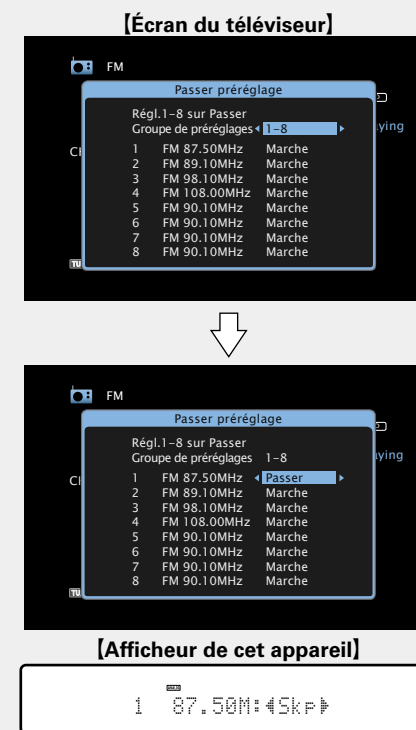 【Écran du téléviseur】
FM
Passer préréglage
Régl.1-8 sur Passer
Groupe de préréglages 1-8
ying
CH
1 FM 87.50MHz Marche
2 FM 89.10MHz Marche
3 FM 98.10MHz Marche
4 FM 108.00MHz Marche
5 FM 90.10MHz Marche
6 FM 90.10MHz Marche
7 FM 90.10MHz Marche
8 FM 90.10MHz Marche
TU
FM
Passer préréglage
Régl.1-8 sur Passer
Groupe de préréglages 1-8
ying
CH
1 FM 87.50MHz Passer
2 FM 89.10MHz Marche
3 FM 98.10MHz Marche
4 FM 108.00MHz Marche
5 FM 90.10MHz Marche
6 FM 90.10MHz Marche
7 FM 90.10MHz Marche
8 FM 90.10MHz Marche
TU
【Afficheur de cet appareil】
1 87.50M:◀Skp▶